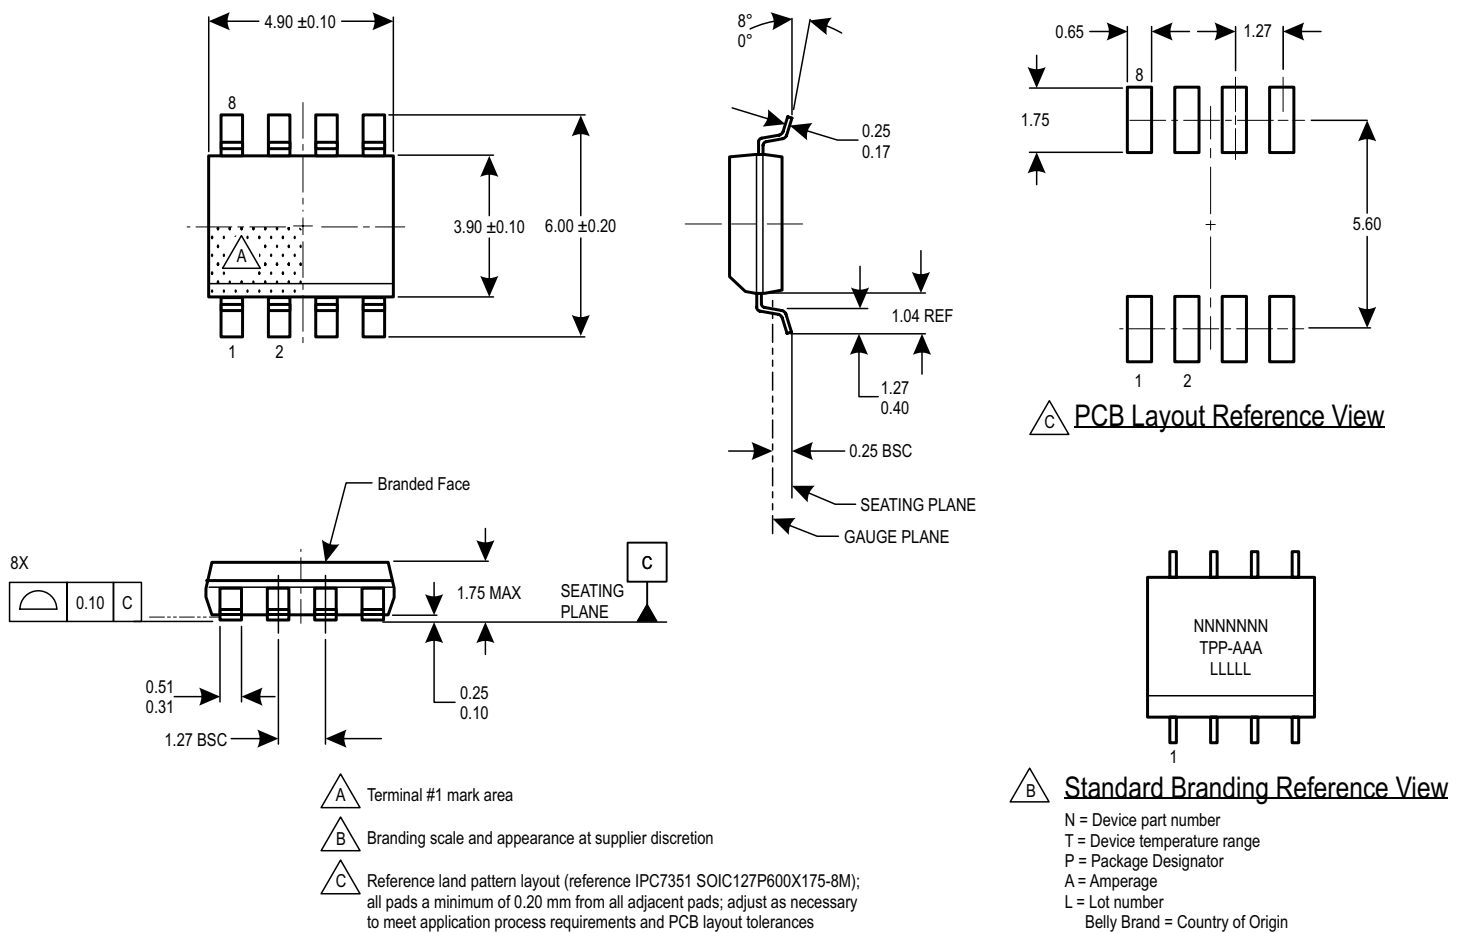 4.90 ±0.10
8
3.90 ±0.10
6.00 ±0.20
A
1
2
8°
0°
0.25
0.17
1.04 REF
1.27
0.40
0.25 BSC
SEATING PLANE
GAUGE PLANE
0.65
1.27
8
1.75
5.60
1
2
C
PCB Layout Reference View
Branded Face
8X
0.10
C
1.75 MAX
SEATING
PLANE
C
0.51
0.31
0.25
0.10
1.27 BSC
NNNNNNN
TPP-AAA
LLLLL
1
A
Terminal #1 mark area
B
Branding scale and appearance at supplier discretion
C
Reference land pattern layout (reference IPC7351 SOIC127P600X175-8M);
all pads a minimum of 0.20 mm from all adjacent pads; adjust as necessary
to meet application process requirements and PCB layout tolerances
B
Standard Branding Reference View
N = Device part number
T = Device temperature range
P = Package Designator
A = Amperage
L = Lot number
Belly Brand = Country of Origin